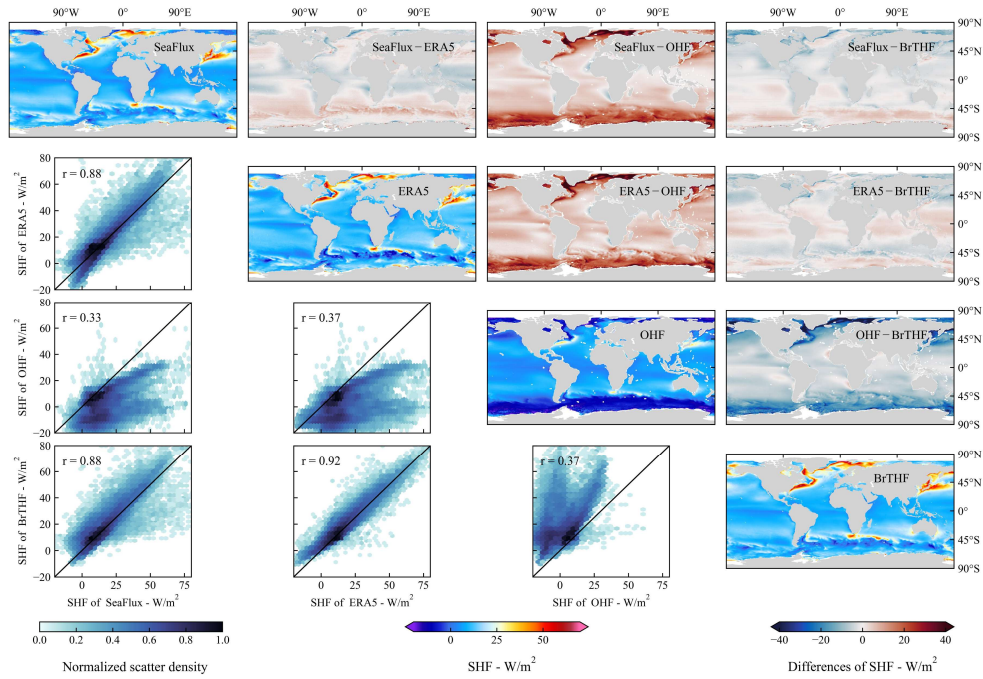 90°W 0° 90°E
90°W 0° 90°E
90°W 0° 90°E
90°W 0° 90°E
SeaFlux
SeaFlux－ERA5
SeaFlux－OHF
SeaFlux－BrTHF
90°N
45°N
0°
45°S
90°S
80
60
40
20
0
−20
SHF of ERA5 - W/m²
r = 0.88
ERA5
ERA5－OHF
ERA5－BrTHF
90°N
45°N
0°
45°S
90°S
80
60
40
20
0
−20
SHF of OHF - W/m²
r = 0.33
r = 0.37
OHF
OHF－BrTHF
90°N
45°N
0°
45°S
90°S
80
60
40
20
0
−20
SHF of BrTHF - W/m²
r = 0.88
r = 0.92
r = 0.37
BrTHF
90°N
45°N
0°
45°S
90°S
0 25 50 75
0 25 50 75
0 25 50 75
SHF of SeaFlux - W/m²
SHF of ERA5 - W/m²
SHF of OHF - W/m²
0.0 0.2 0.4 0.6 0.8 1.0
0 25 50
−40 −20 0 20 40
Normalized scatter density
SHF - W/m²
Differences of SHF - W/m²